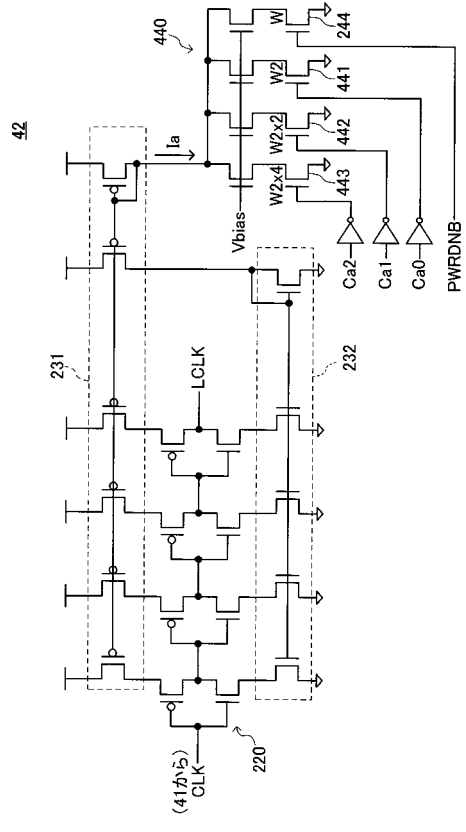 42
231
440
Ia
Vbias
W2x4
W2x2
W2
W
443
442
441
244
Ca2
Ca1
Ca0
PWRDNB
232
LCLK
(41から)
CLK
220